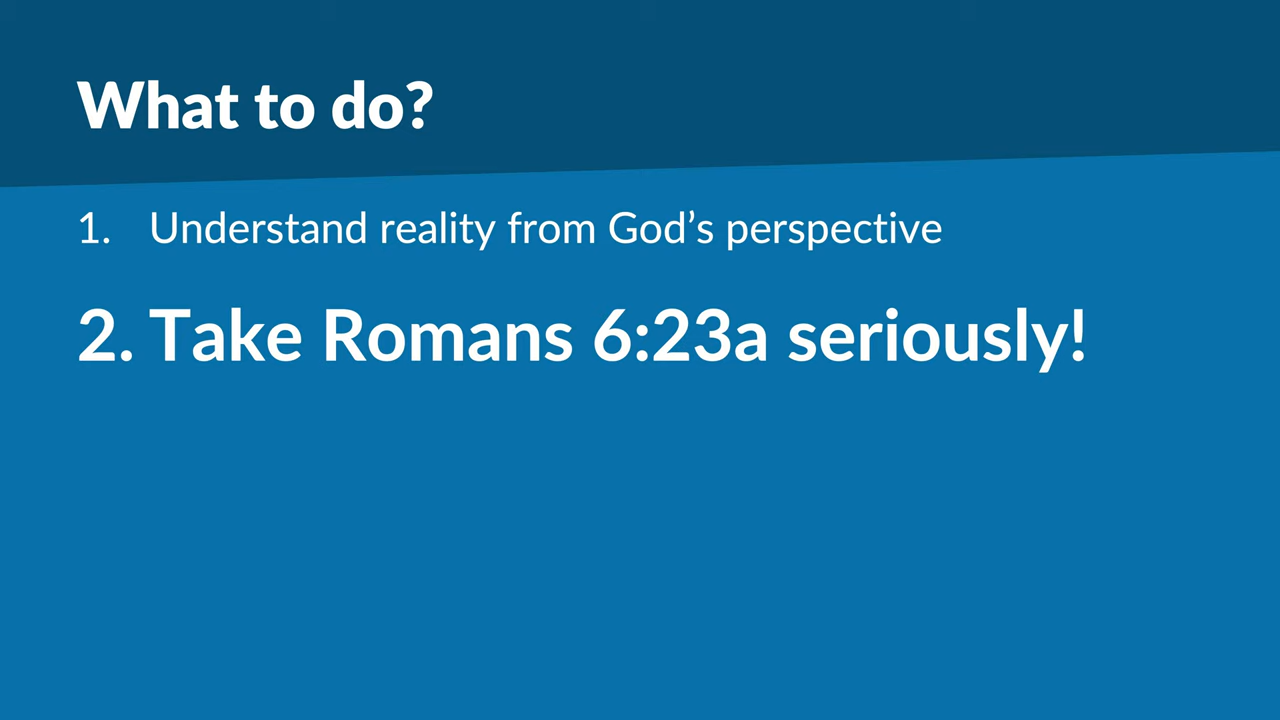 What to do?
1. Understand reality from God’s perspective
2. Take Romans 6:23a seriously!